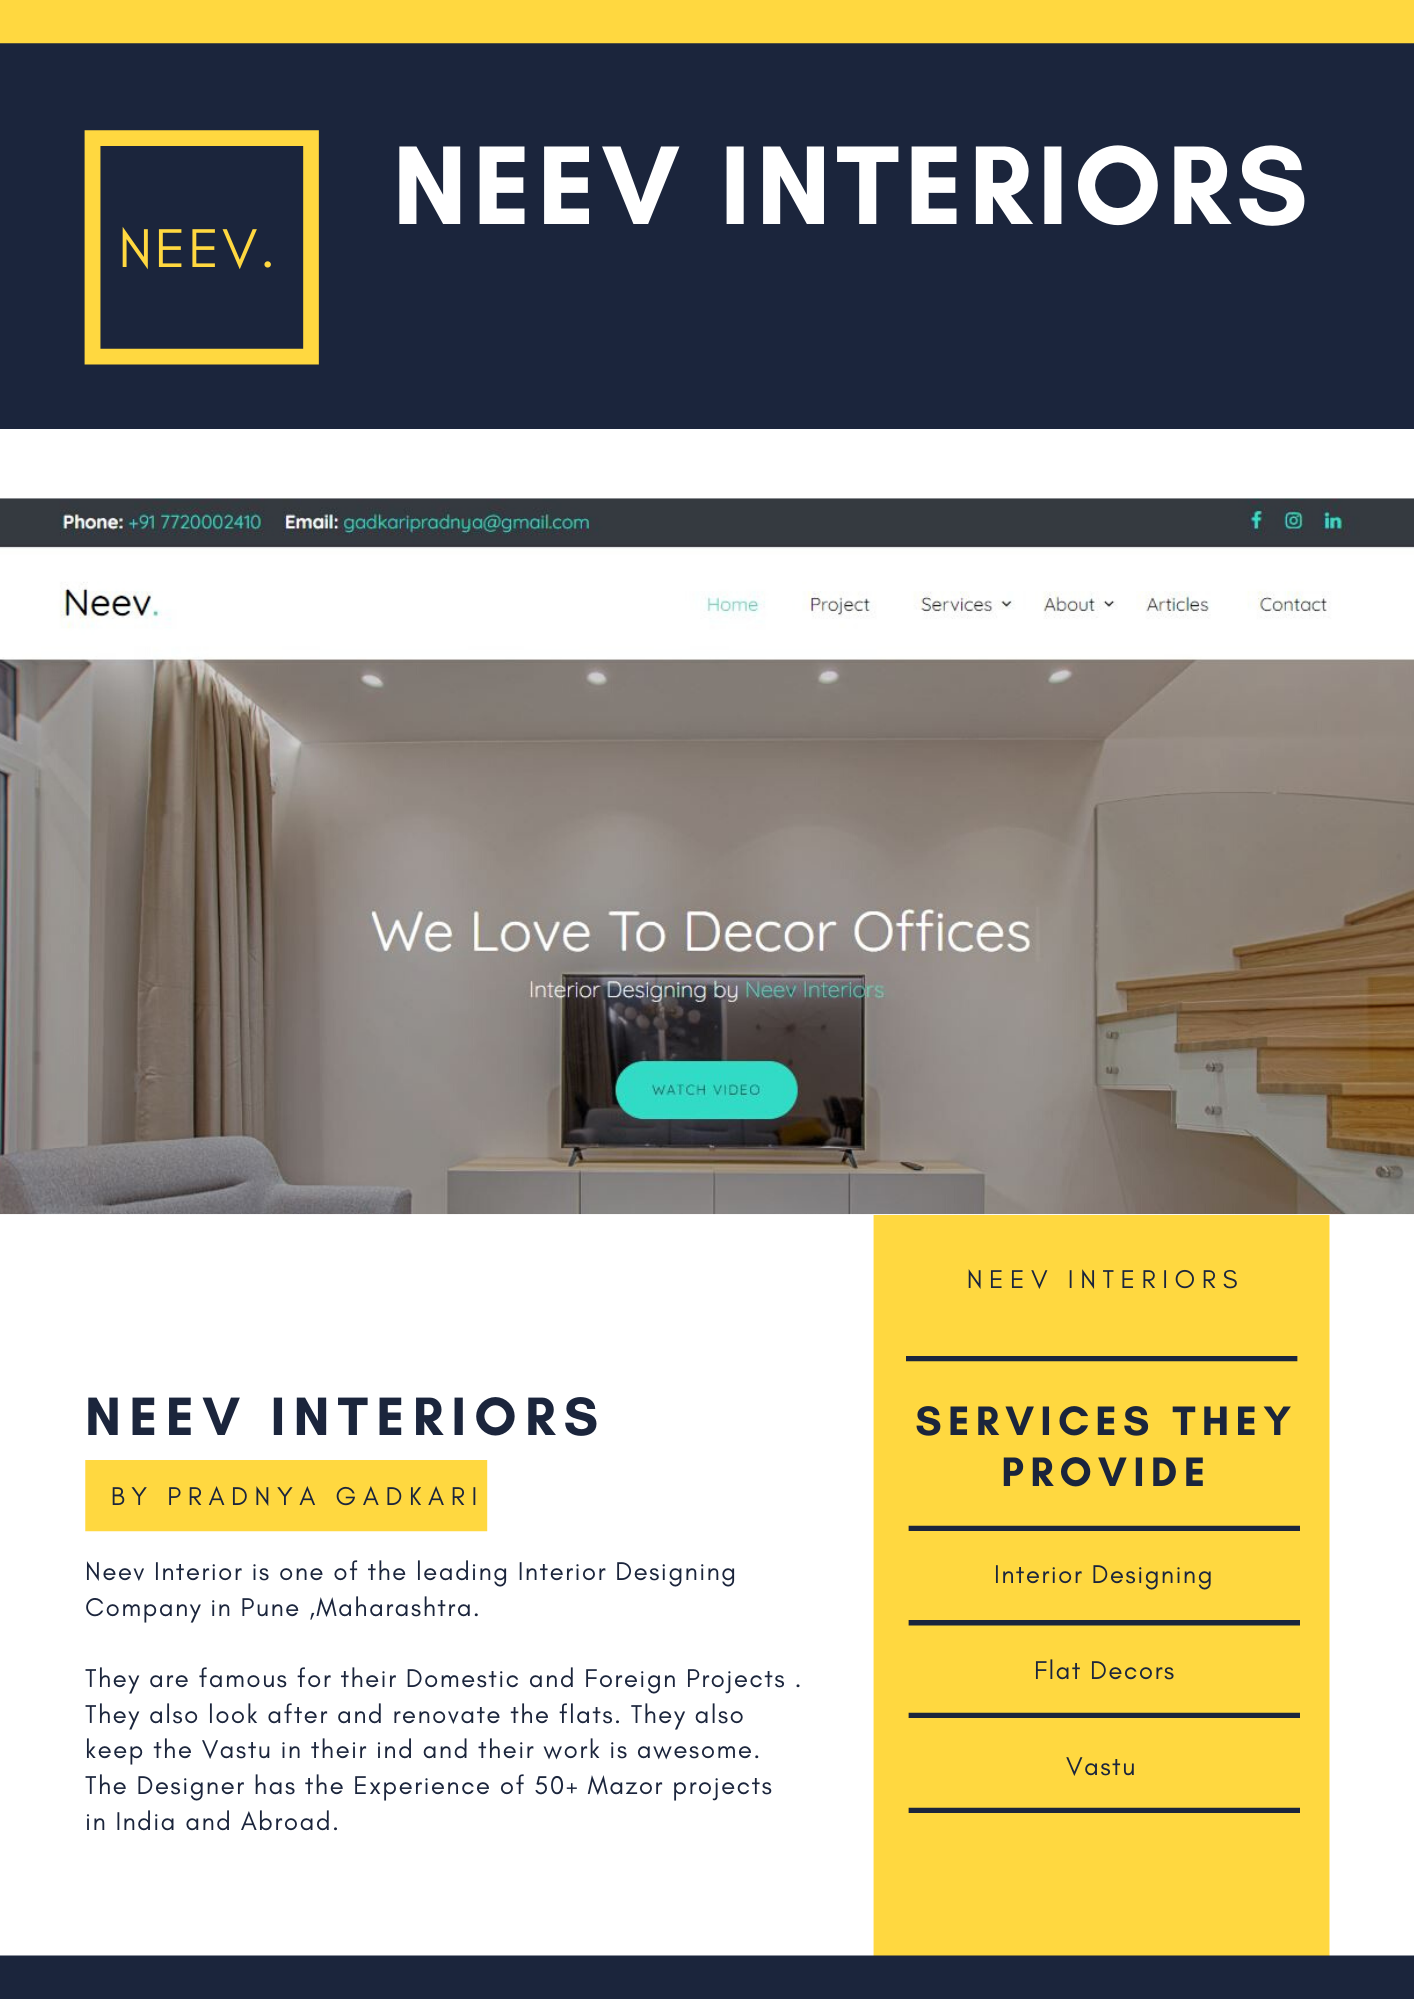 NEEV.
NEEV INTERIORS
Phone: +91 7720002410 Email: gadkaripradnya@gmail.com
Neev.
Home Project Services About Articles Contact
We Love To Decor Offices
Interior Designing by Neev Interiors
WATCH VIDEO
NEEV INTERIORS
BY PRADNYA GADKARI
Neev Interior is one of the leading Interior Designing
Company in Pune ,Maharashtra.
They are famous for their Domestic and Foreign Projects .
They also look after and renovate the flats. They also
keep the Vastu in their ind and their work is awesome.
The Designer has the Experience of 50+ Mazor projects
in India and Abroad.
NEEV INTERIORS
SERVICES THEY
PROVIDE
Interior Designing
Flat Decors
Vastu